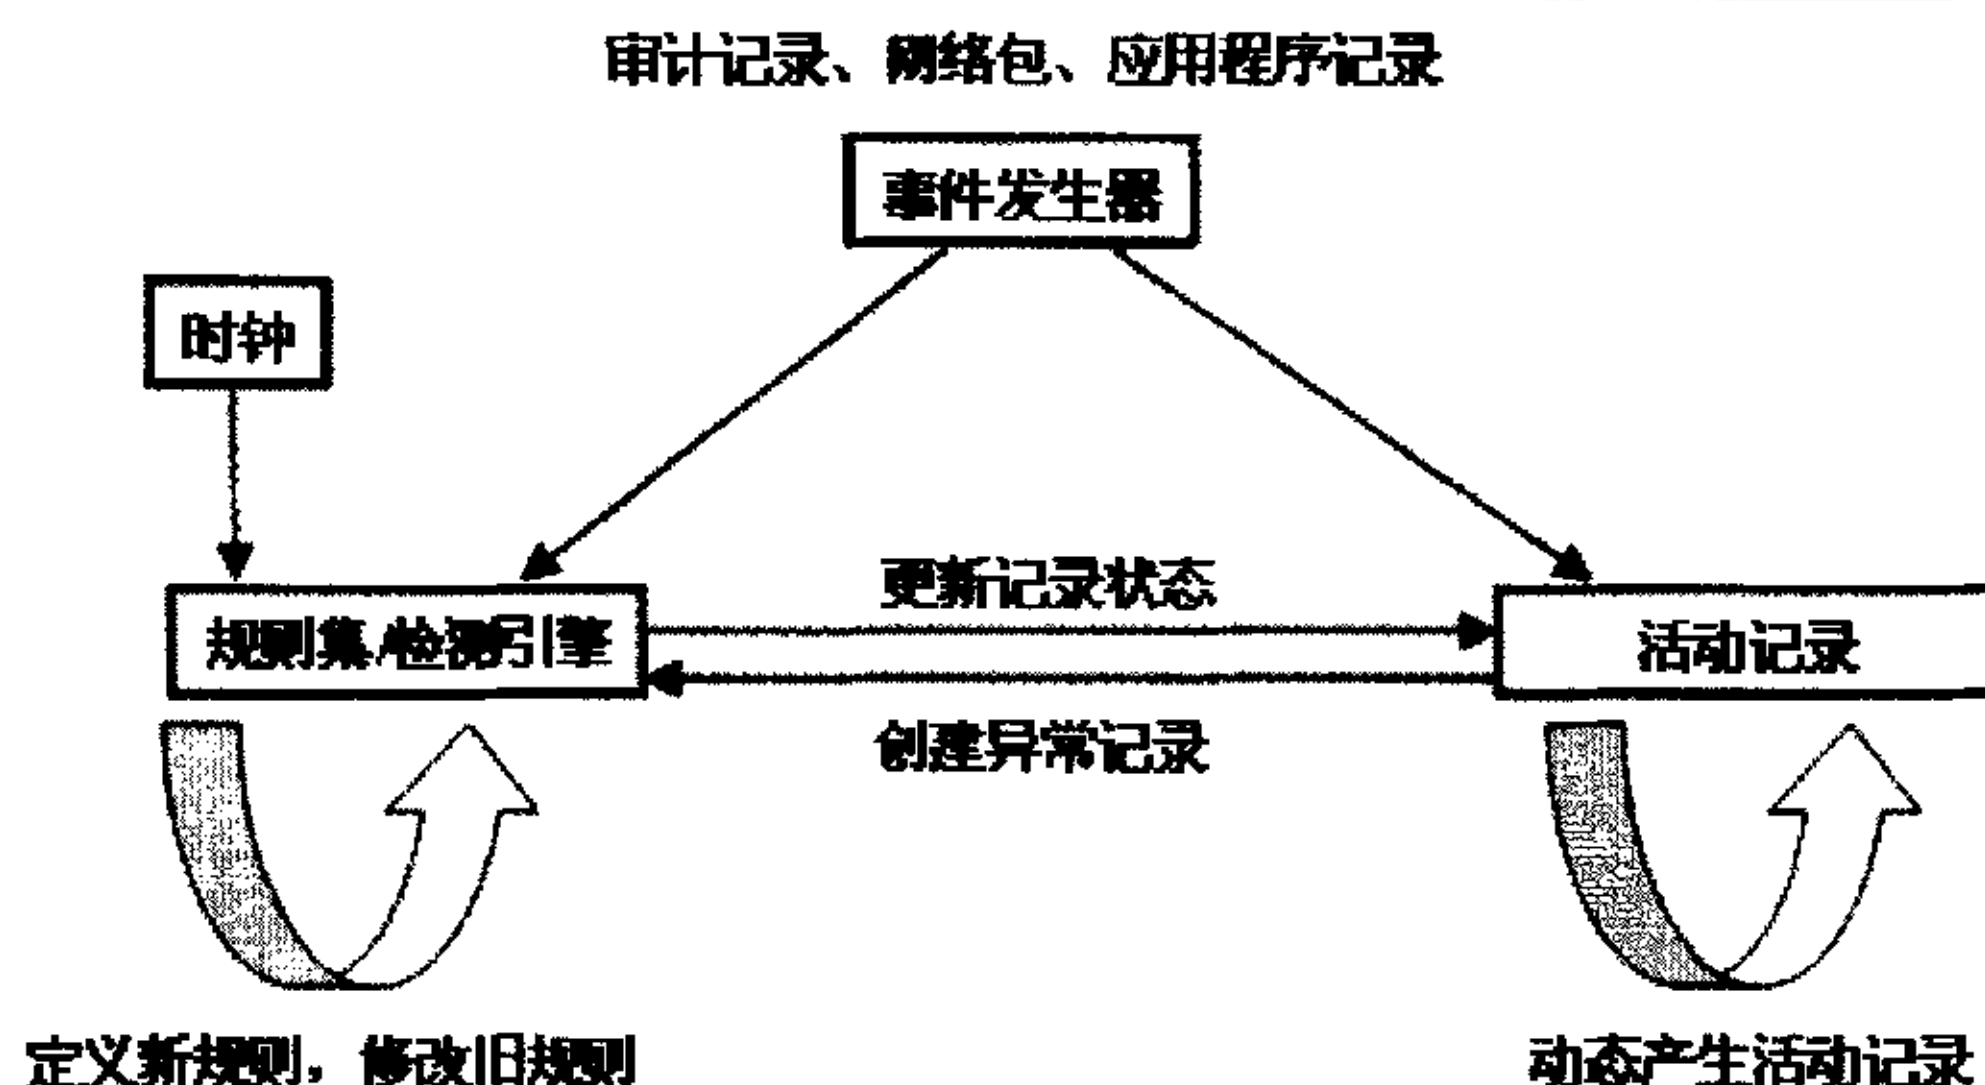 审计记录、网络包、应用程序记录
事件发生器
时钟
更新记录状态
规则集/检测引擎
活动记录
创建异常记录
定义新规则，修改旧规则
动态产生活动记录